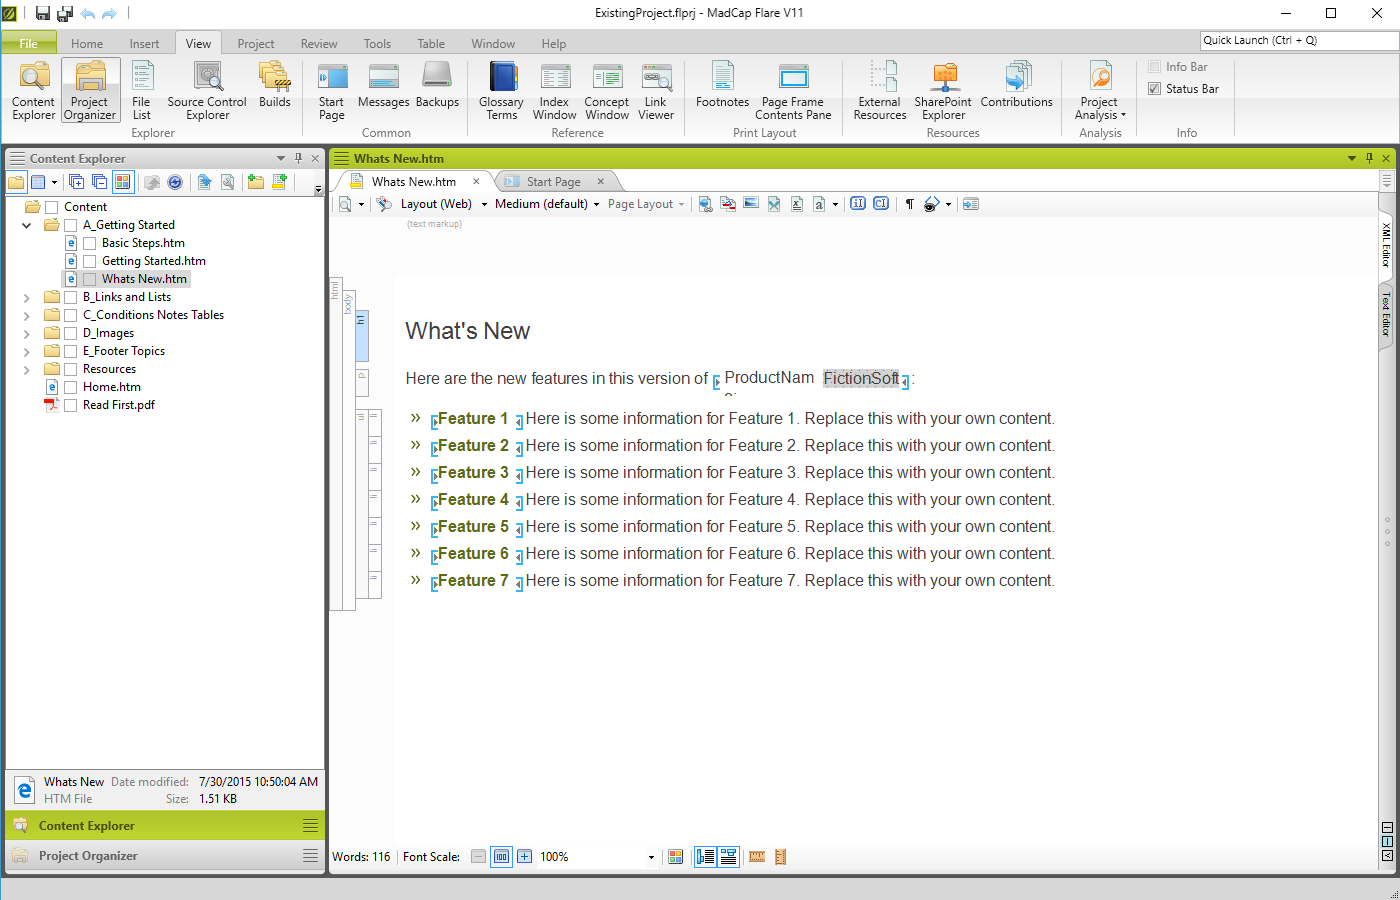 ExistingProject.flprj - MadCap Flare V11
File Home Insert View Project Review Tools Table Window Help
Quick Launch (Ctrl + Q)
Content Explorer
Project Organizer
File List
Source Control Explorer
Builds
Explorer
Start Page
Messages
Backups
Common
Glossary Terms
Index Window
Concept Window
Link Viewer
Reference
Footnotes
Page Frame Contents Pane
Print Layout
External Resources
SharePoint Explorer
Contributions
Resources
Project Analysis
Analysis
Info Bar
Status Bar
Info
Content Explorer
Content
A_Getting Started
Basic Steps.htm
Getting Started.htm
Whats New.htm
B_Links and Lists
C_Conditions Notes Tables
D_Images
E_Footer Topics
Resources
Home.htm
Read First.pdf
Whats New Date modified: 7/30/2015 10:50:04 AM
HTM File Size: 1.51 KB
Content Explorer
Project Organizer
Whats New.htm
Whats New.htm Start Page
Layout (Web) Medium (default) Page Layout
(text markup)
html
body
h1
p
ul
li
li
li
li
li
li
li
What's New
Here are the new features in this version of ProductNam FictionSoft :
» Feature 1 Here is some information for Feature 1. Replace this with your own content.
» Feature 2 Here is some information for Feature 2. Replace this with your own content.
» Feature 3 Here is some information for Feature 3. Replace this with your own content.
» Feature 4 Here is some information for Feature 4. Replace this with your own content.
» Feature 5 Here is some information for Feature 5. Replace this with your own content.
» Feature 6 Here is some information for Feature 6. Replace this with your own content.
» Feature 7 Here is some information for Feature 7. Replace this with your own content.
XML Editor
Text Editor
Words: 116 Font Scale: 100 100%